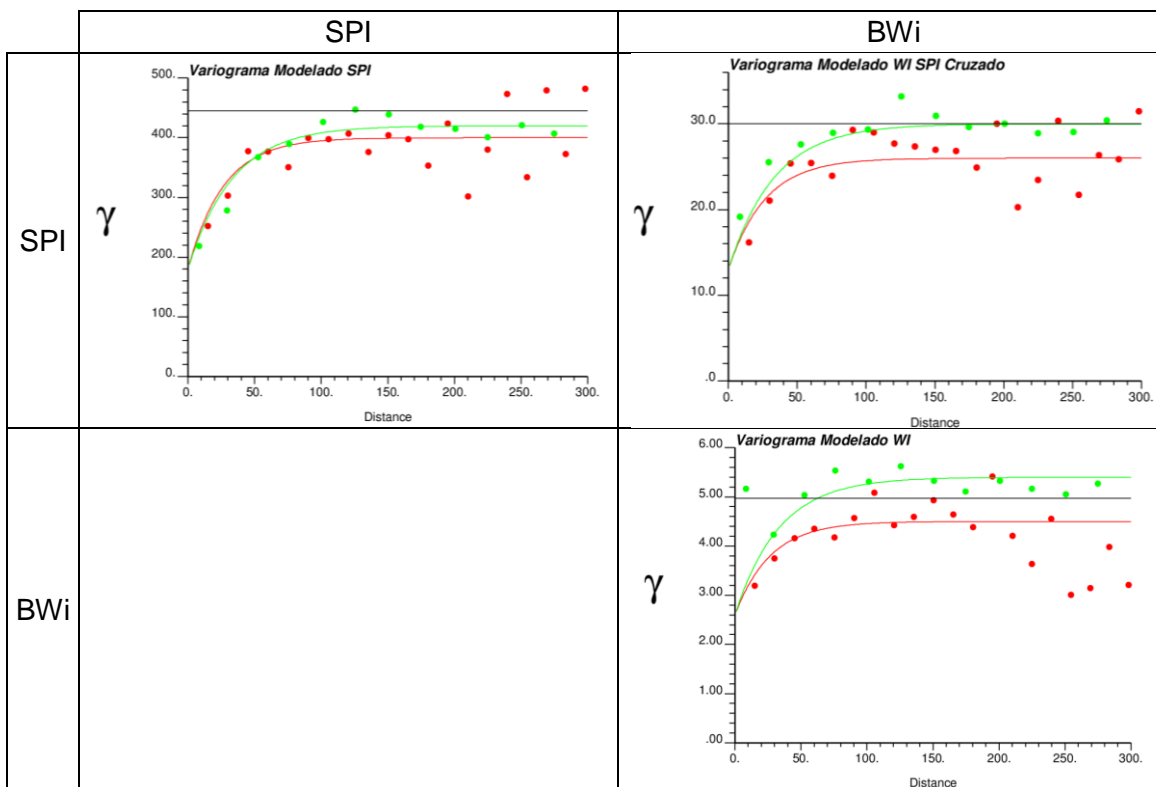 SPI
BWi
SPI
Variograma Modelado SPI
γ
500.
400.
300.
200.
100.
0.
0. 50. 100. 150. 200. 250. 300.
Distance
Variograma Modelado WI SPI Cruzado
γ
30.0
20.0
10.0
.0
0. 50. 100. 150. 200. 250. 300.
Distance
BWi
Variograma Modelado WI
γ
6.00
5.00
4.00
3.00
2.00
1.00
.00
0. 50. 100. 150. 200. 250. 300.
Distance